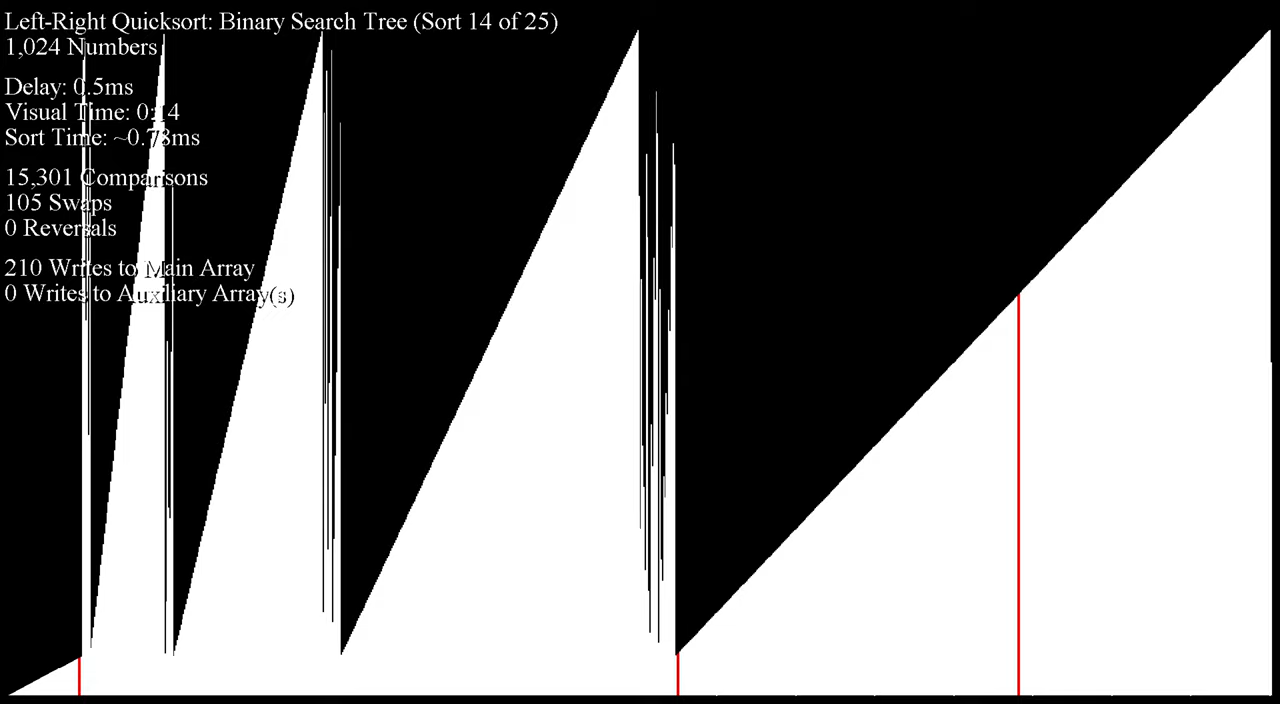 Left-Right Quicksort: Binary Search Tree (Sort 14 of 25)
1,024 Numbers
Delay: 0.5ms
Visual Time: 0:14
Sort Time: ~0.78ms
15,301 Comparisons
105 Swaps
0 Reversals
210 Writes to Main Array
0 Writes to Auxiliary Array(s)